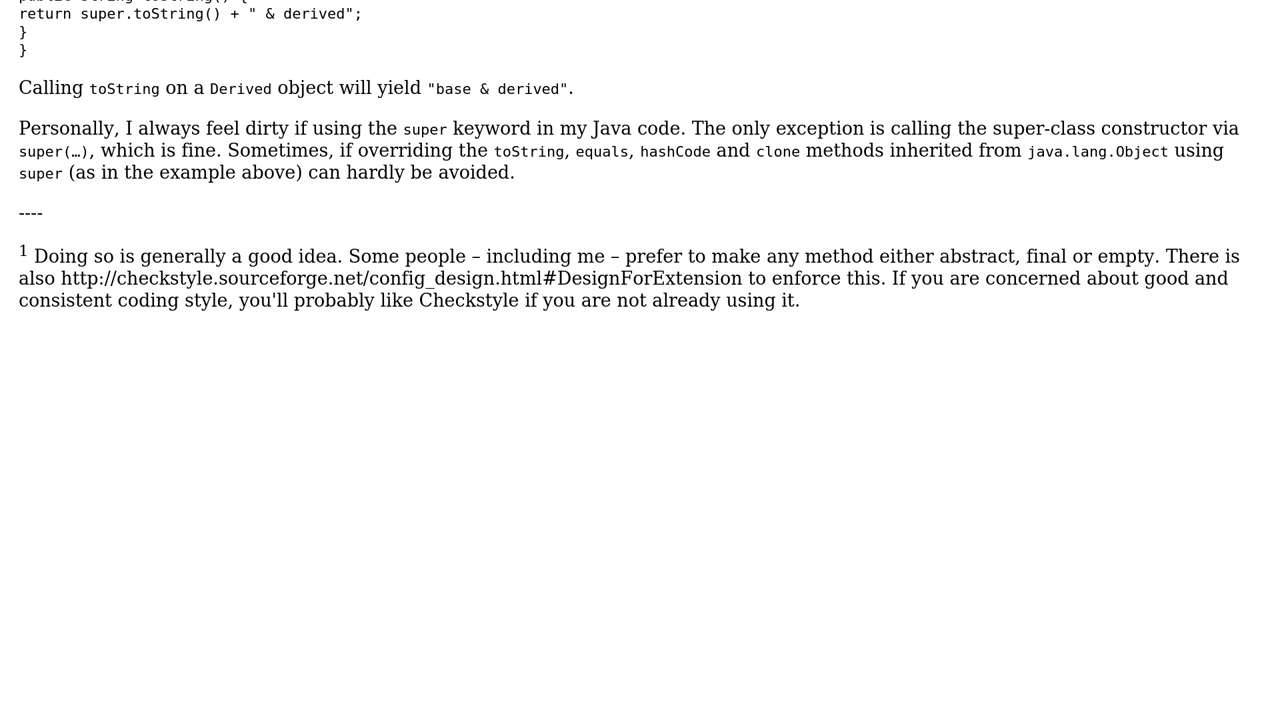 public String toString() {
return super.toString() + " & derived";
}
}
Calling toString on a Derived object will yield "base & derived".
Personally, I always feel dirty if using the super keyword in my Java code. The only exception is calling the super-class constructor via
super(…), which is fine. Sometimes, if overriding the toString, equals, hashCode and clone methods inherited from java.lang.Object using
super (as in the example above) can hardly be avoided.
----
1 Doing so is generally a good idea. Some people – including me – prefer to make any method either abstract, final or empty. There is
also http://checkstyle.sourceforge.net/config_design.html#DesignForExtension to enforce this. If you are concerned about good and
consistent coding style, you'll probably like Checkstyle if you are not already using it.